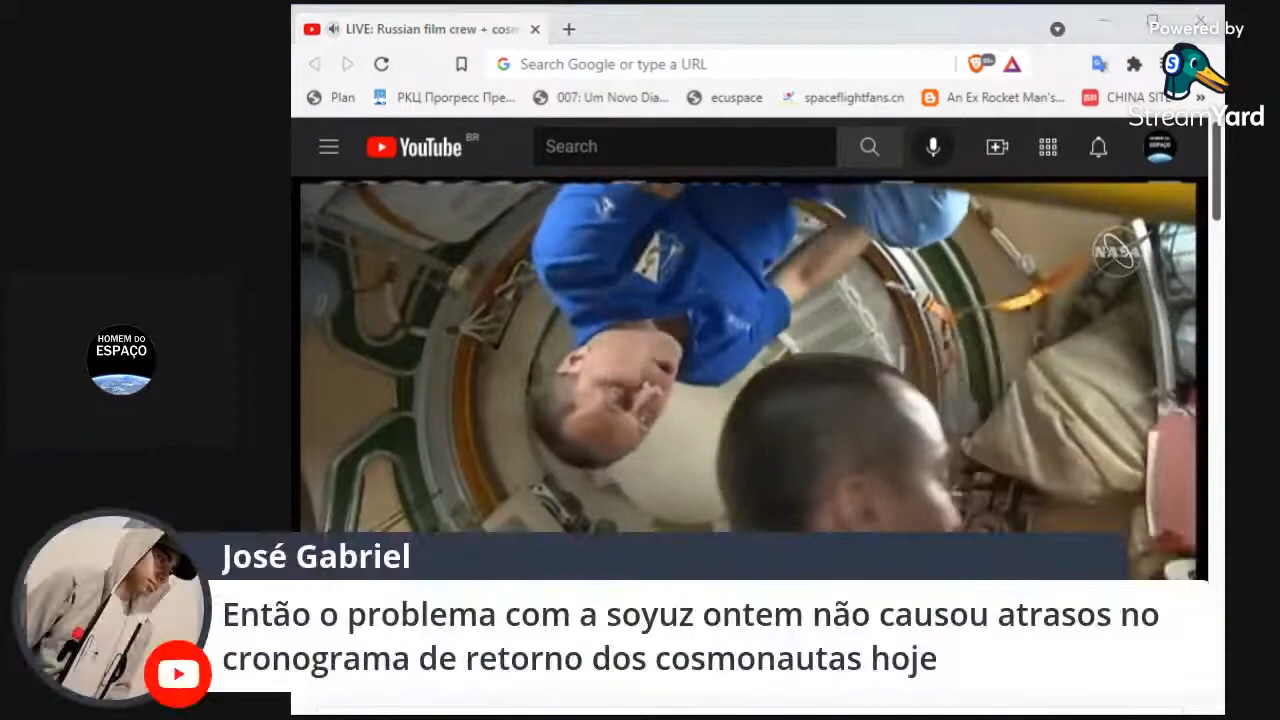 LIVE: Russian film crew + cosm
Powered by
StreamYard
Search Google or type a URL
Plan
РКЦ Прогресс Пре...
007: Um Novo Dia...
ecuspace
spaceflightfans.cn
An Ex Rocket Man's...
CHINA SITE
YouTube BR
Search
NASA
HOMEM DO
ESPAÇO
José Gabriel
Então o problema com a soyuz ontem não causou atrasos no
cronograma de retorno dos cosmonautas hoje